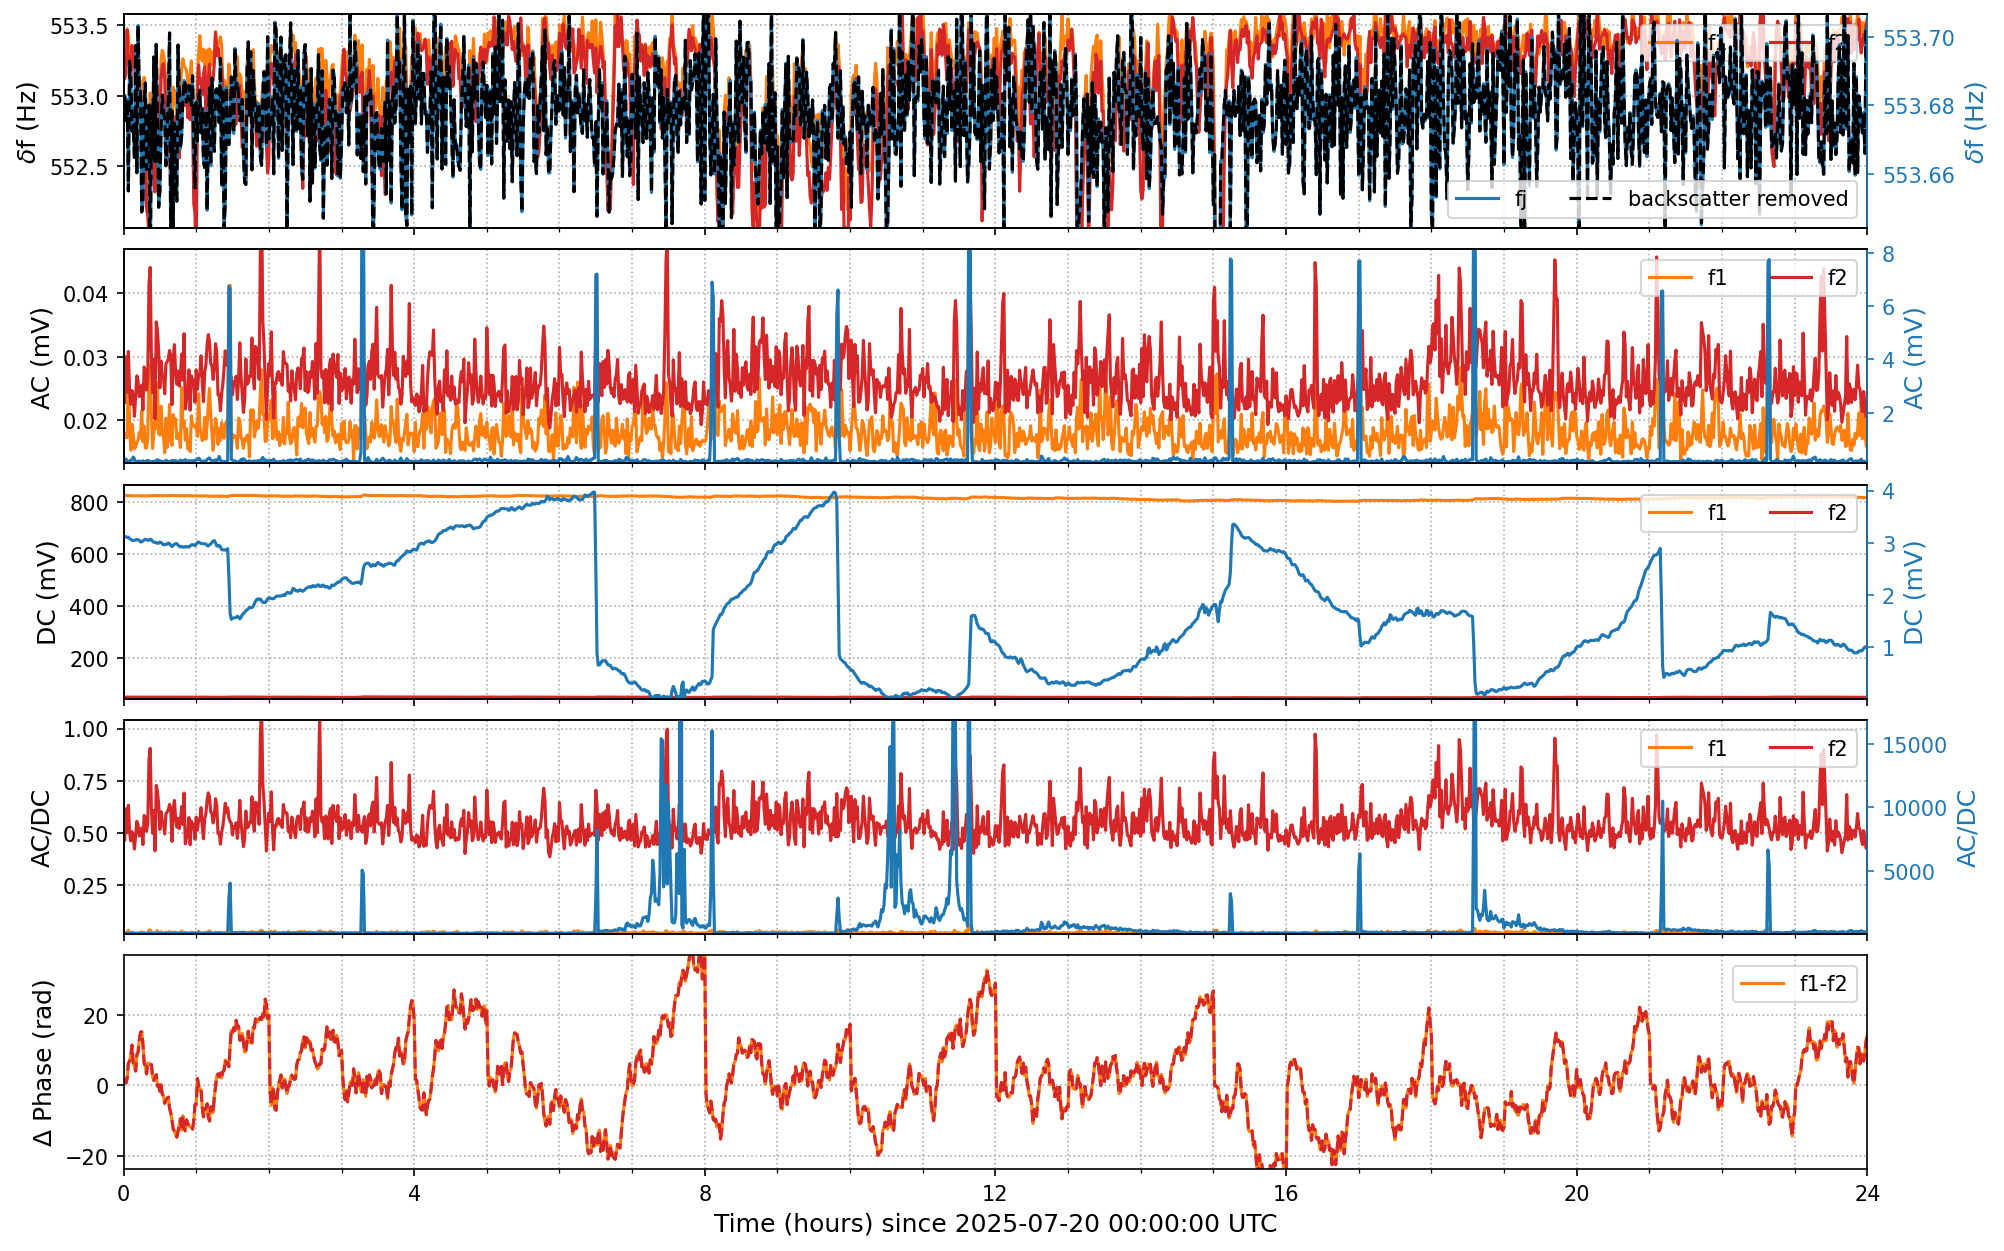 553.5
553.0
552.5
δf (Hz)
f1 f2
553.70
553.68
553.66
δf (Hz)
fj backscatter removed
0.04
0.03
0.02
AC (mV)
f1 f2
8
6
4
2
AC (mV)
800
600
400
200
DC (mV)
f1 f2
4
3
2
1
DC (mV)
1.00
0.75
0.50
0.25
AC/DC
f1 f2
15000
10000
5000
AC/DC
20
0
−20
Δ Phase (rad)
f1-f2
0 4 8 12 16 20 24
Time (hours) since 2025-07-20 00:00:00 UTC